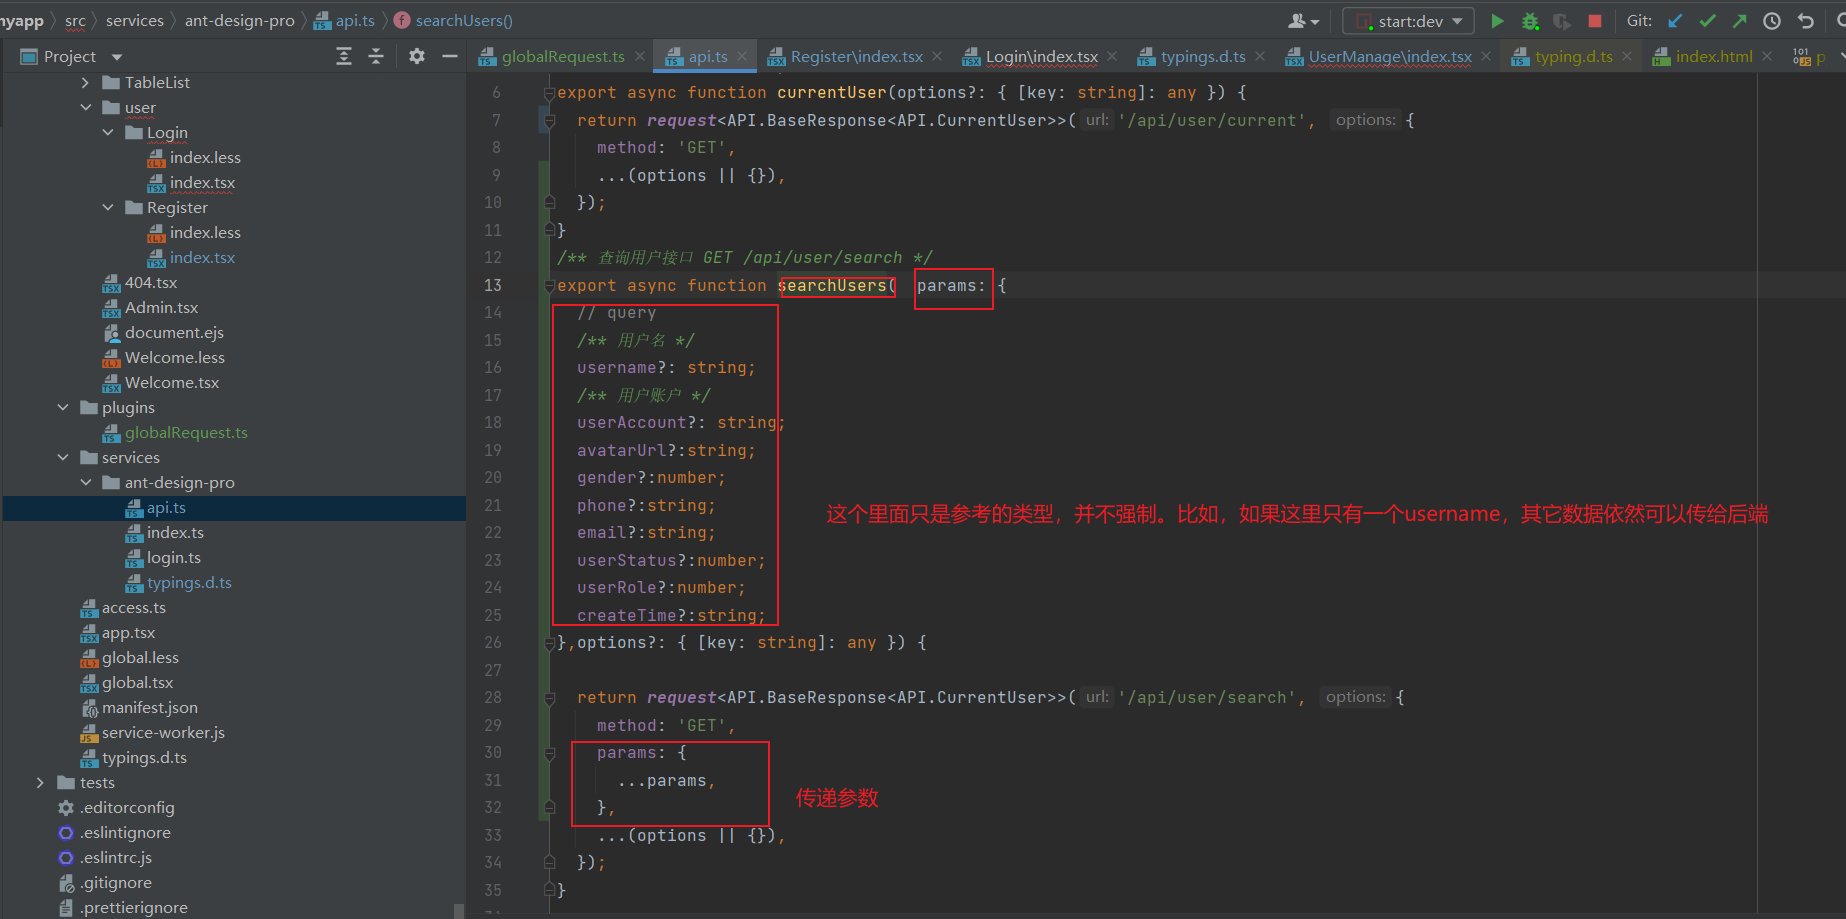 myapp src services ant-design-pro api.ts searchUsers()
start:dev Git:
Project
globalRequest.ts api.ts Register\index.tsx Login\index.tsx typings.d.ts UserManage\index.tsx typing.d.ts index.html p
TableList
user
Login
index.less
index.tsx
Register
index.less
index.tsx
404.tsx
Admin.tsx
document.ejs
Welcome.less
Welcome.tsx
plugins
globalRequest.ts
services
ant-design-pro
api.ts
index.ts
login.ts
typings.d.ts
access.ts
app.tsx
global.less
global.tsx
manifest.json
service-worker.js
typings.d.ts
tests
.editorconfig
.eslintignore
.eslintrc.js
.gitignore
.prettierignore
6 export async function currentUser(options?: { [key: string]: any }) {
7 return request<API.BaseResponse<API.CurrentUser>>( url: '/api/user/current', options: {
8 method: 'GET',
9 ...(options || {}),
10 });
11 }
12 /** 查询用户接口 GET /api/user/search */
13 export async function searchUsers( params: {
14 // query
15 /** 用户名 */
16 username?: string;
17 /** 用户账户 */
18 userAccount?: string;
19 avatarUrl?:string;
20 gender?:number;
21 phone?:string;
22 email?:string;
23 userStatus?:number;
24 userRole?:number;
25 createTime?:string;
26 },options?: { [key: string]: any }) {
27
28 return request<API.BaseResponse<API.CurrentUser>>( url: '/api/user/search', options: {
29 method: 'GET',
30 params: {
31 ...params,
32 },
33 ...(options || {}),
34 });
35 }
这个里面只是参考的类型，并不强制。比如，如果这里只有一个username，其它数据依然可以传给后端
传递参数